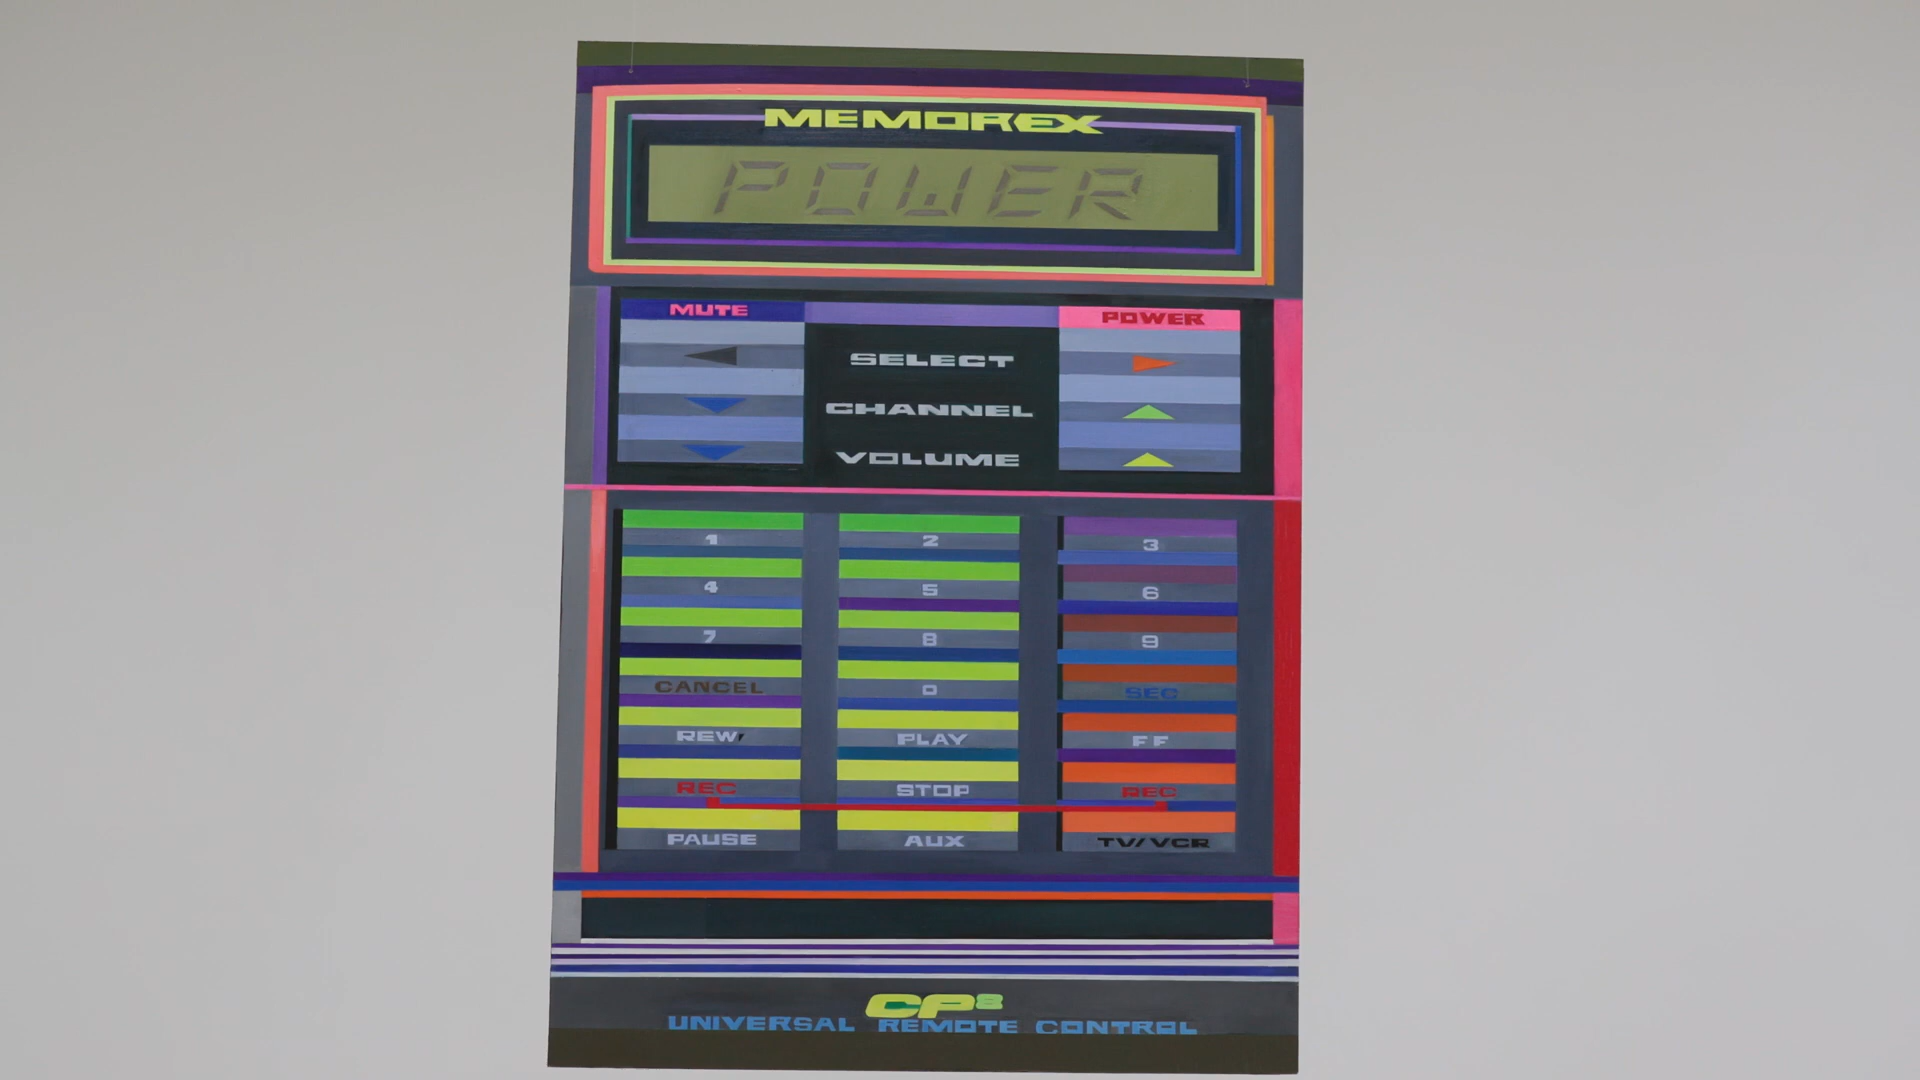 MEMOREX
POWER
MUTE POWER
SELECT
CHANNEL
VOLUME
1 2 3
4 5 6
7 8 9
CANCEL 0 SEC
REW PLAY FF
REC STOP REC
PAUSE AUX TV/VCR
CP8
UNIVERSAL REMOTE CONTROL